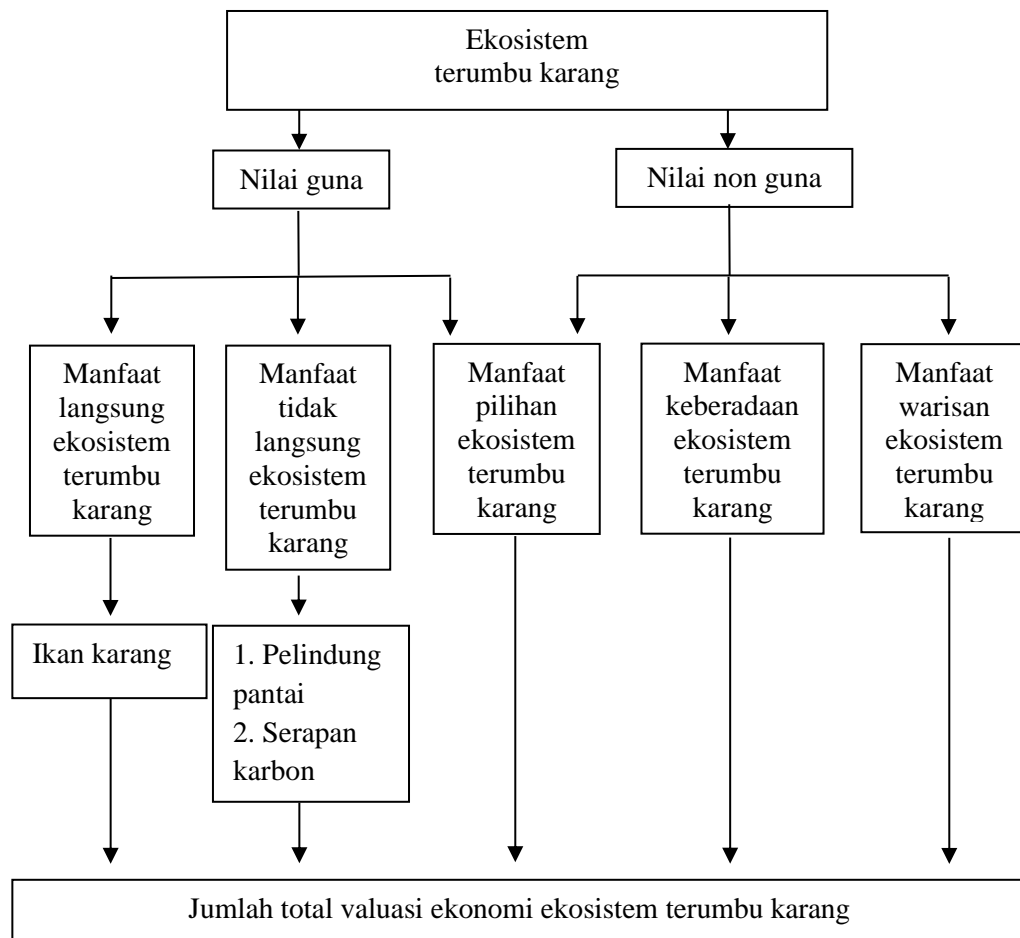 Ekosistem
terumbu karang
Nilai guna
Nilai non guna
Manfaat
langsung
ekosistem
terumbu
karang
Manfaat
tidak
langsung
ekosistem
terumbu
karang
Manfaat
pilihan
ekosistem
terumbu
karang
Manfaat
keberadaan
ekosistem
terumbu
karang
Manfaat
warisan
ekosistem
terumbu
karang
Ikan karang
1. Pelindung
pantai
2. Serapan
karbon
Jumlah total valuasi ekonomi ekosistem terumbu karang